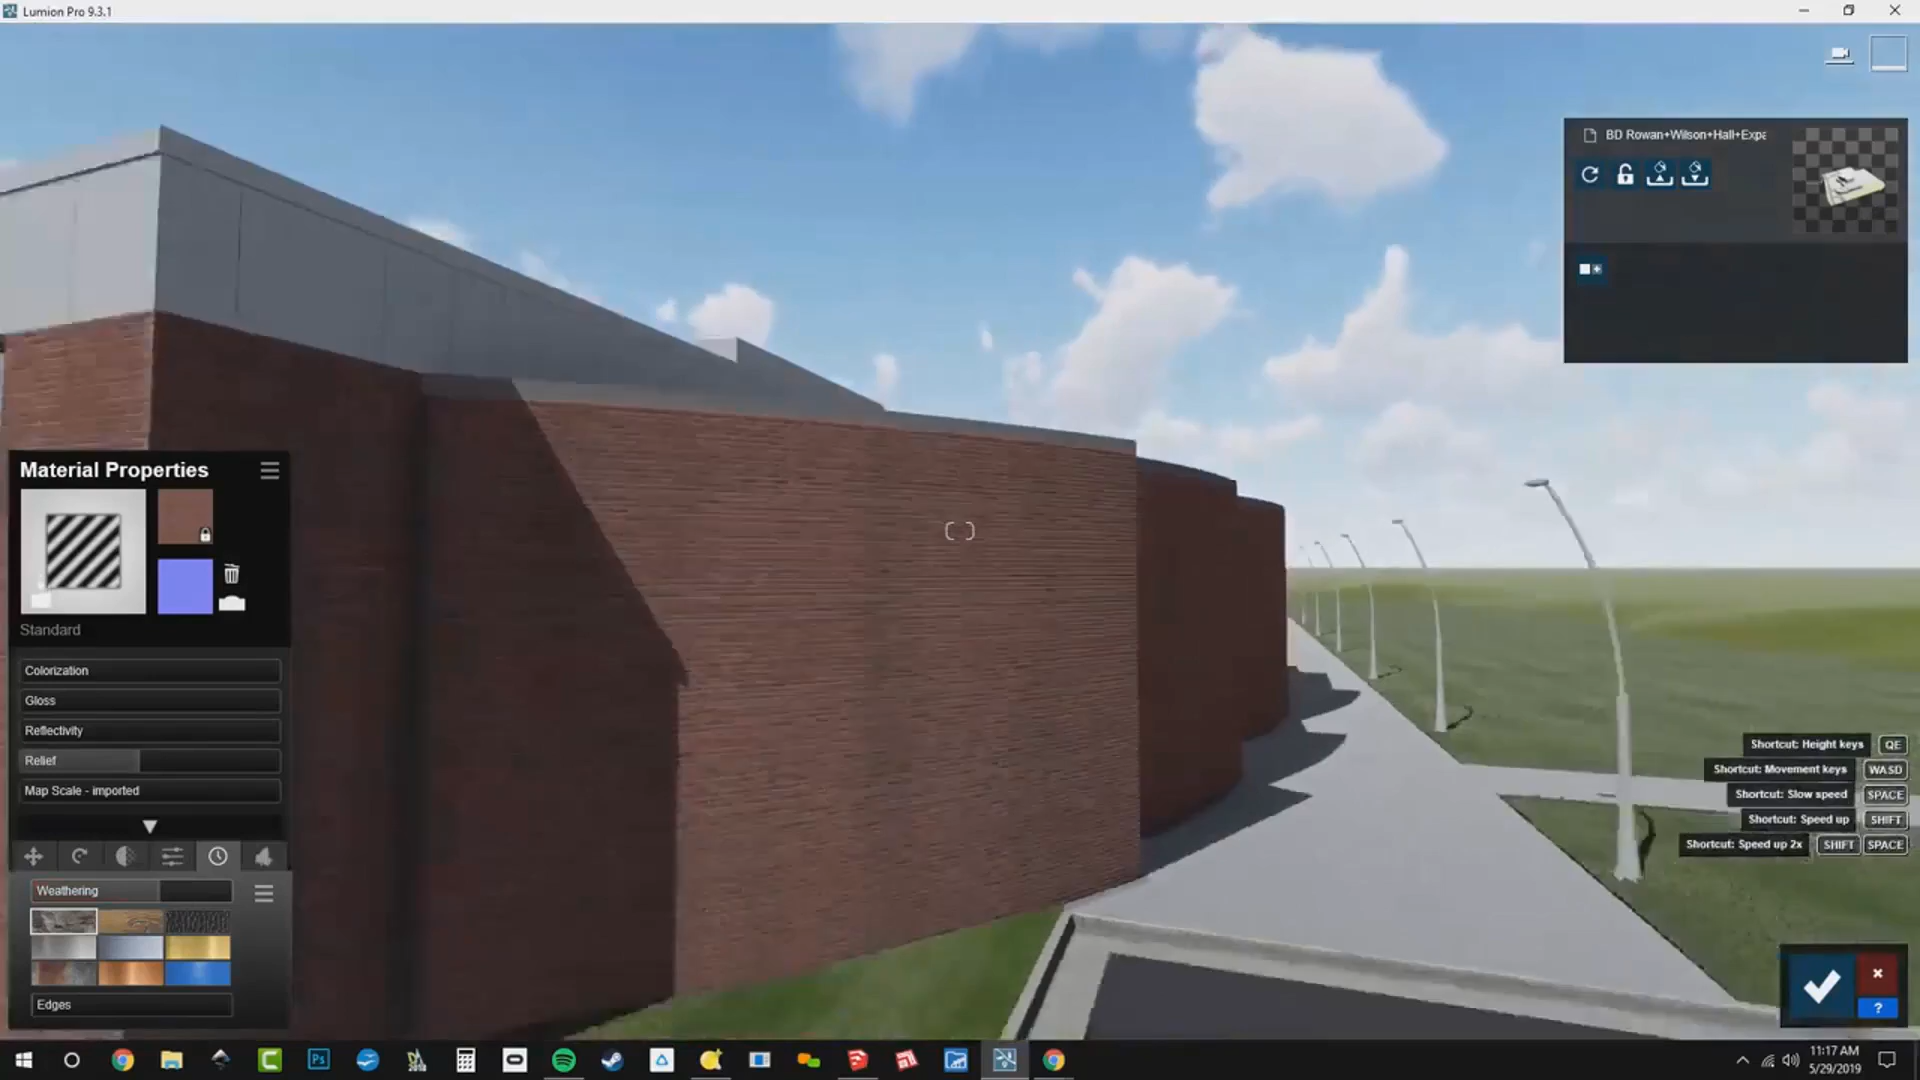 Lumion Pro 9.3.1
BD Rowan+Wilson+Hall+Expa
Material Properties
Standard
Colorization
Gloss
Reflectivity
Relief
Map Scale - imported
Weathering
Edges
Shortcut: Height keys QE
Shortcut: Movement keys WASD
Shortcut: Slow speed SPACE
Shortcut: Speed up SHIFT
Shortcut: Speed up 2x SHIFT SPACE
?
Ps
11:17 AM
5/29/2019